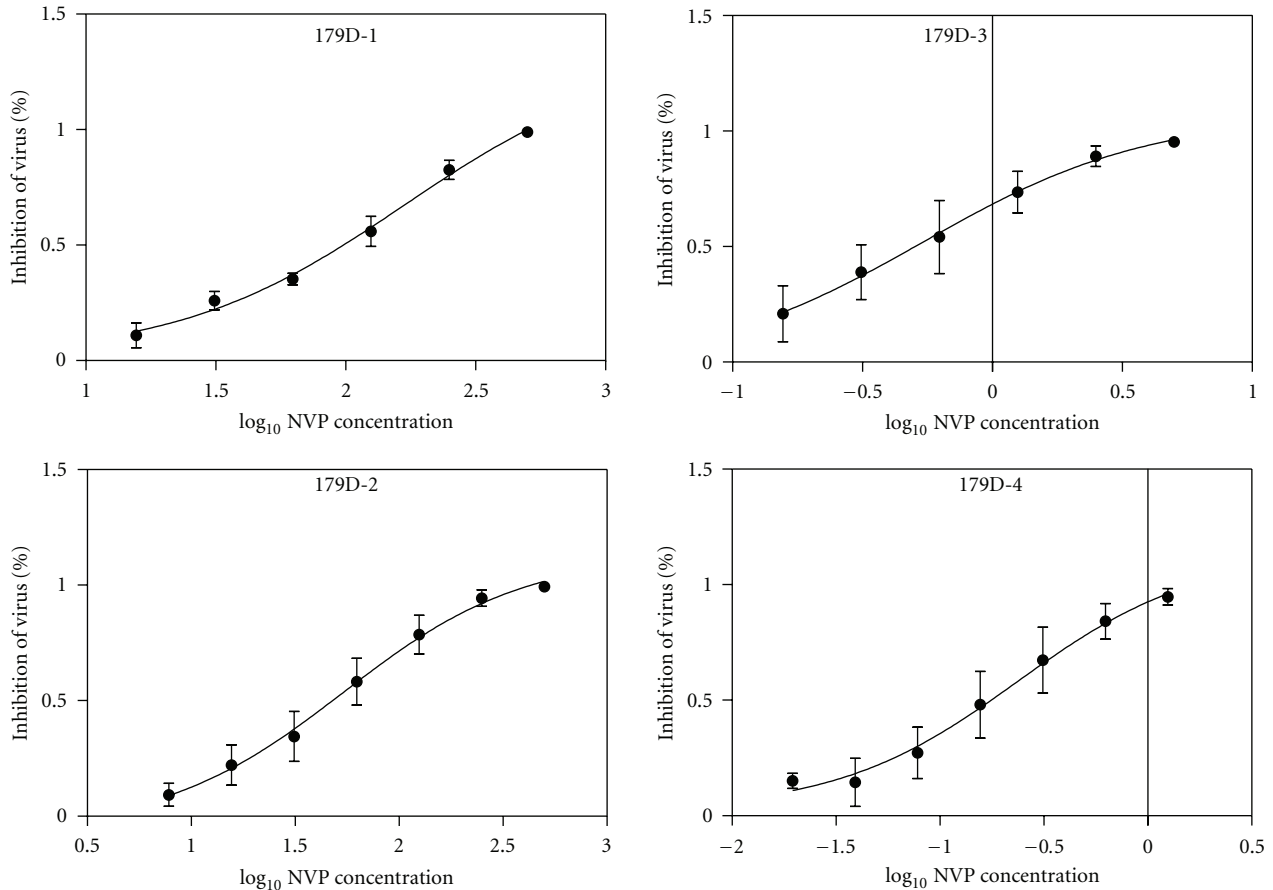 179D-1
Inhibition of virus (%)
1.5
1
0.5
0
1 1.5 2 2.5 3
log10 NVP concentration
179D-3
Inhibition of virus (%)
1.5
1
0.5
0
−1 −0.5 0 0.5 1
log10 NVP concentration
179D-2
Inhibition of virus (%)
1.5
1
0.5
0
0.5 1 1.5 2 2.5 3
log10 NVP concentration
179D-4
Inhibition of virus (%)
1.5
1
0.5
0
−2 −1.5 −1 −0.5 0 0.5
log10 NVP concentration